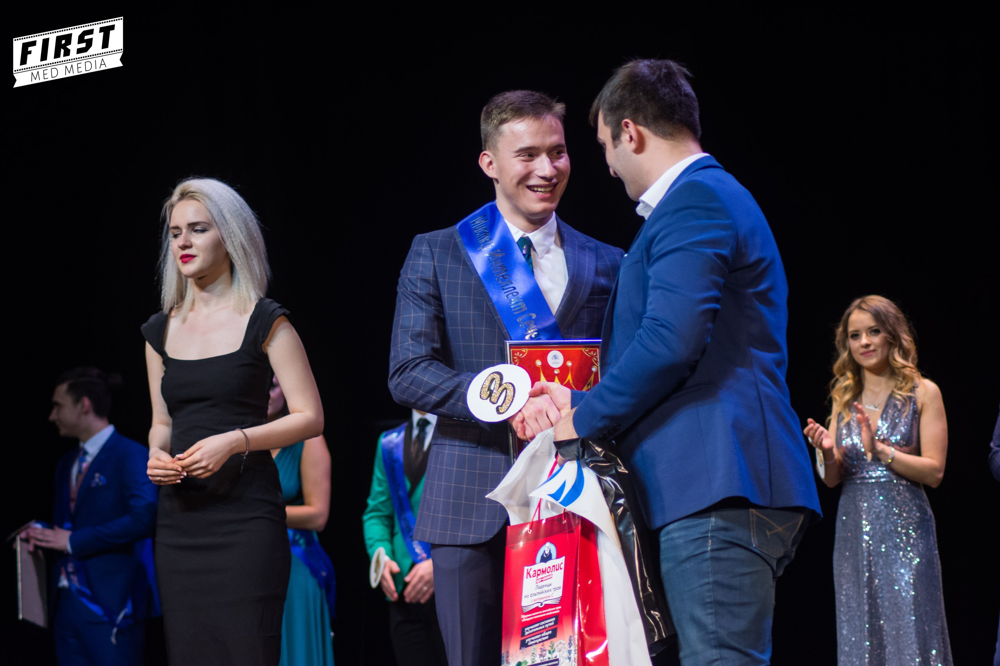 FIRST
MED MEDIA
Мистер Интеллект Сече
3
S
Кармолис
Леденцы
из альпийских трав
с витамином С
улучшают состояние
дыхательных путей
улучшают общее
самочувствие